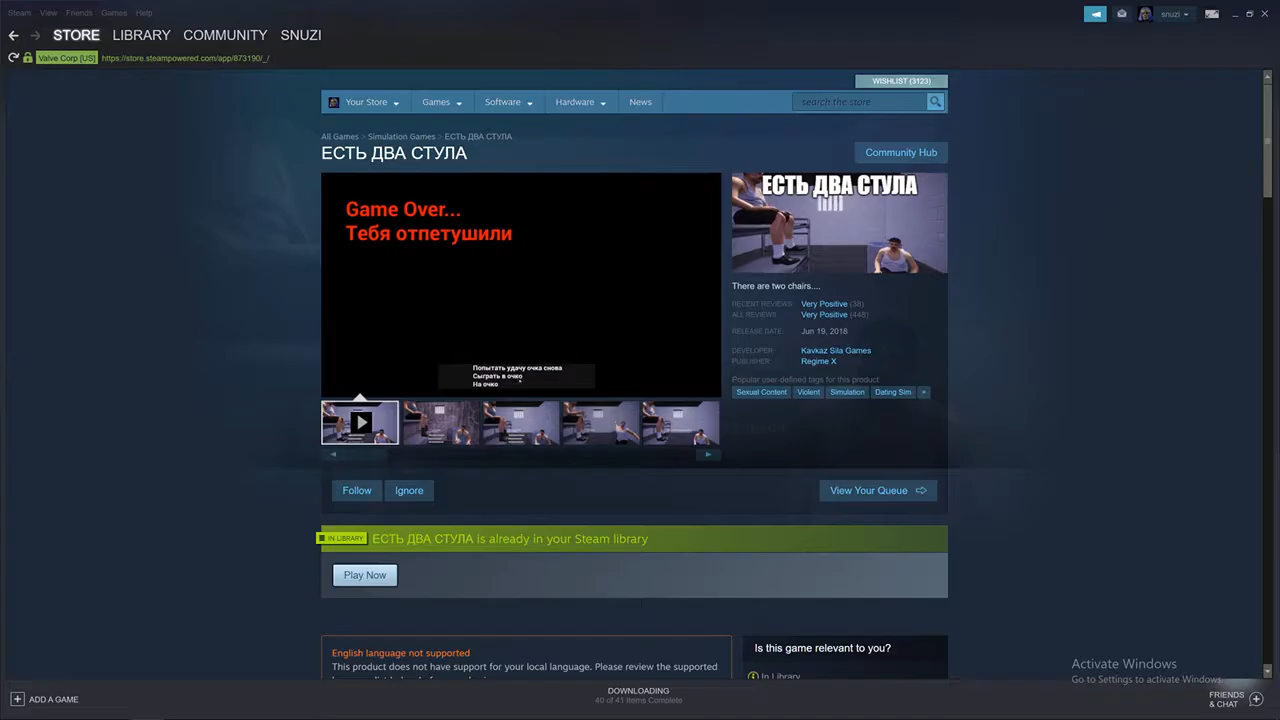 Steam View Friends Games Help
snuzi
STORE LIBRARY COMMUNITY SNUZI
Valve Corp [US] https://store.steampowered.com/app/873190/_/
WISHLIST (3123)
Your Store Games Software Hardware News search the store
All Games > Simulation Games > ЕСТЬ ДВА СТУЛА
ЕСТЬ ДВА СТУЛА
Community Hub
Game Over...
Тебя отпетушили
Попытать удачу очка снова
Сыграть в очко
На очко
ЕСТЬ ДВА СТУЛА
There are two chairs....
RECENT REVIEWS: Very Positive (38)
ALL REVIEWS: Very Positive (448)
RELEASE DATE: Jun 19, 2018
DEVELOPER: Kavkaz Sila Games
PUBLISHER: Regime X
Popular user-defined tags for this product
Sexual Content Violent Simulation Dating Sim +
Follow Ignore View Your Queue
IN LIBRARY ЕСТЬ ДВА СТУЛА is already in your Steam library
Play Now
English language not supported
This product does not have support for your local language. Please review the supported
Is this game relevant to you?
In Library
Activate Windows
Go to Settings to activate Windows.
ADD A GAME
DOWNLOADING
40 of 41 Items Complete
FRIENDS
& CHAT